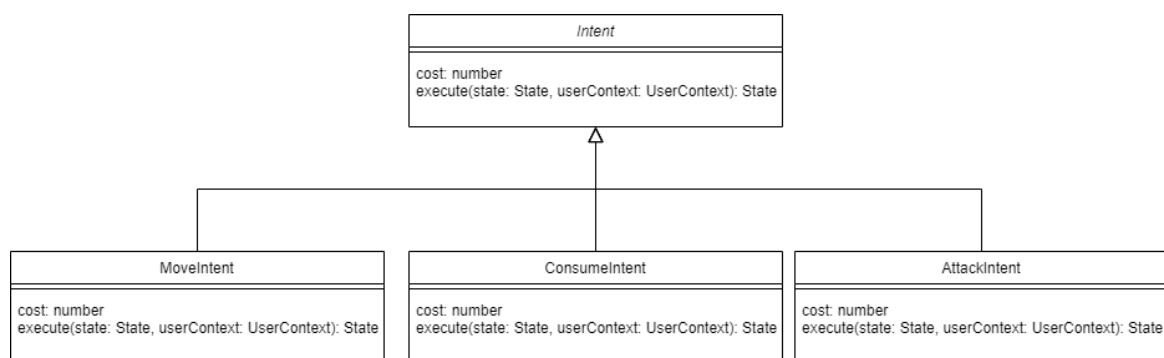 Intent
cost: number
execute(state: State, userContext: UserContext): State
MoveIntent
cost: number
execute(state: State, userContext: UserContext): State
ConsumeIntent
cost: number
execute(state: State, userContext: UserContext): State
AttackIntent
cost: number
execute(state: State, userContext: UserContext): State